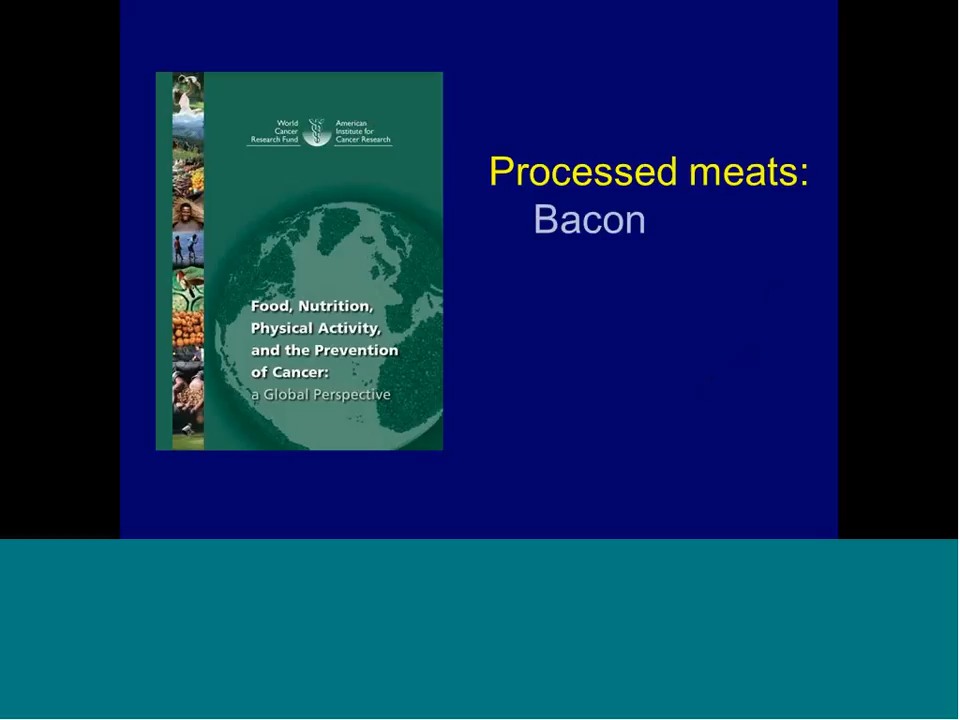 World
Cancer
Research Fund
American
Institute for
Cancer Research
Food, Nutrition,
Physical Activity,
and the Prevention
of Cancer:
a Global Perspective
Processed meats:
Bacon